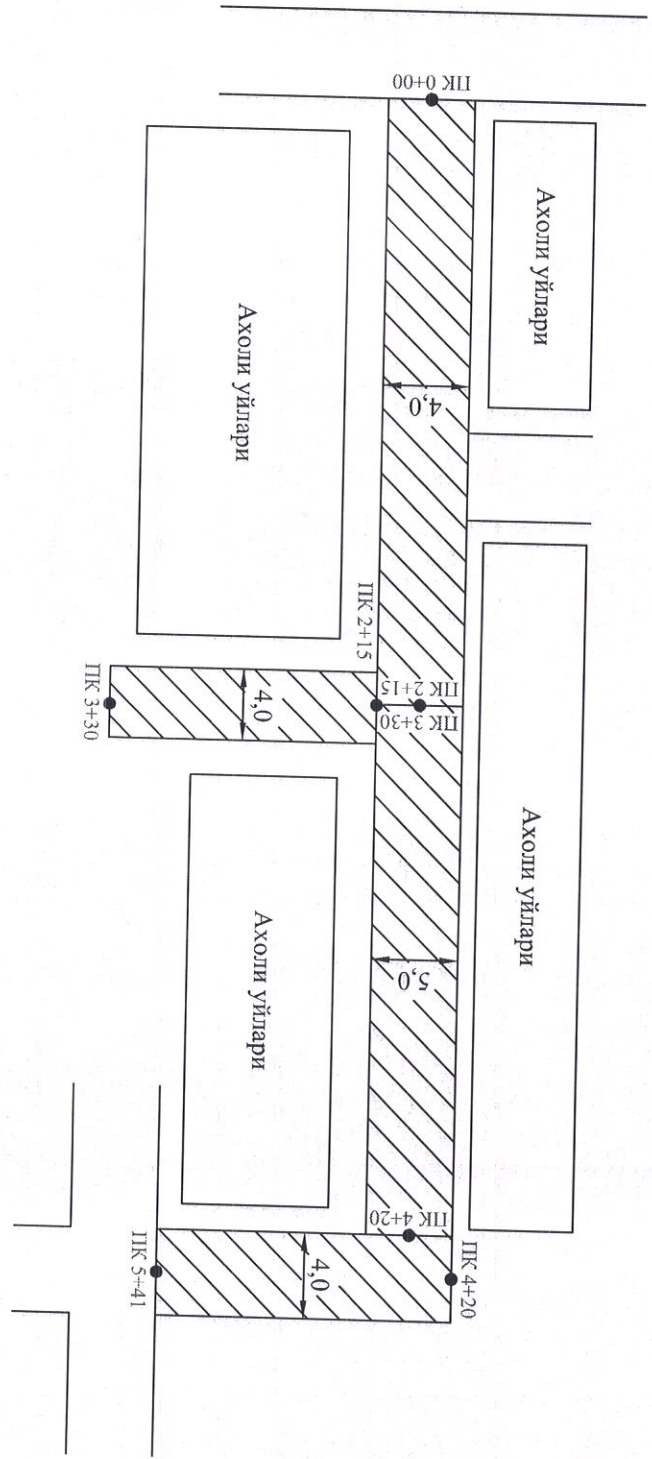 ПК 0+00
Ахоли уйлари
Ахоли уйлари
4,0
ПК 2+15
ПК 2+15
ПК 3+30
4,0
ПК 3+30
Ахоли уйлари
Ахоли уйлари
5,0
ПК 4+20
ПК 4+20
4,0
ПК 5+41